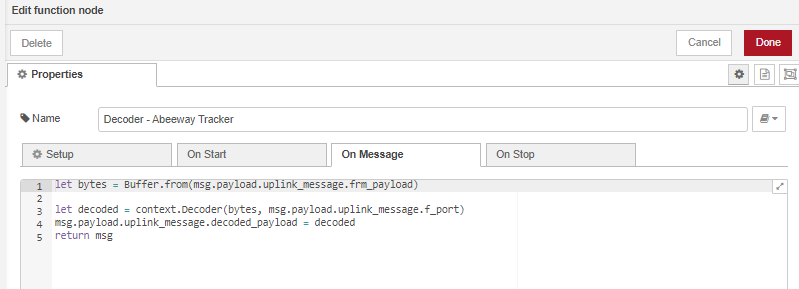 Edit function node
Delete
Cancel
Done
Properties
Name
Decoder - Abeeway Tracker
Setup
On Start
On Message
On Stop
1 let bytes = Buffer.from(msg.payload.uplink_message.frm_payload)
2
3 let decoded = context.Decoder(bytes, msg.payload.uplink_message.f_port)
4 msg.payload.uplink_message.decoded_payload = decoded
5 return msg